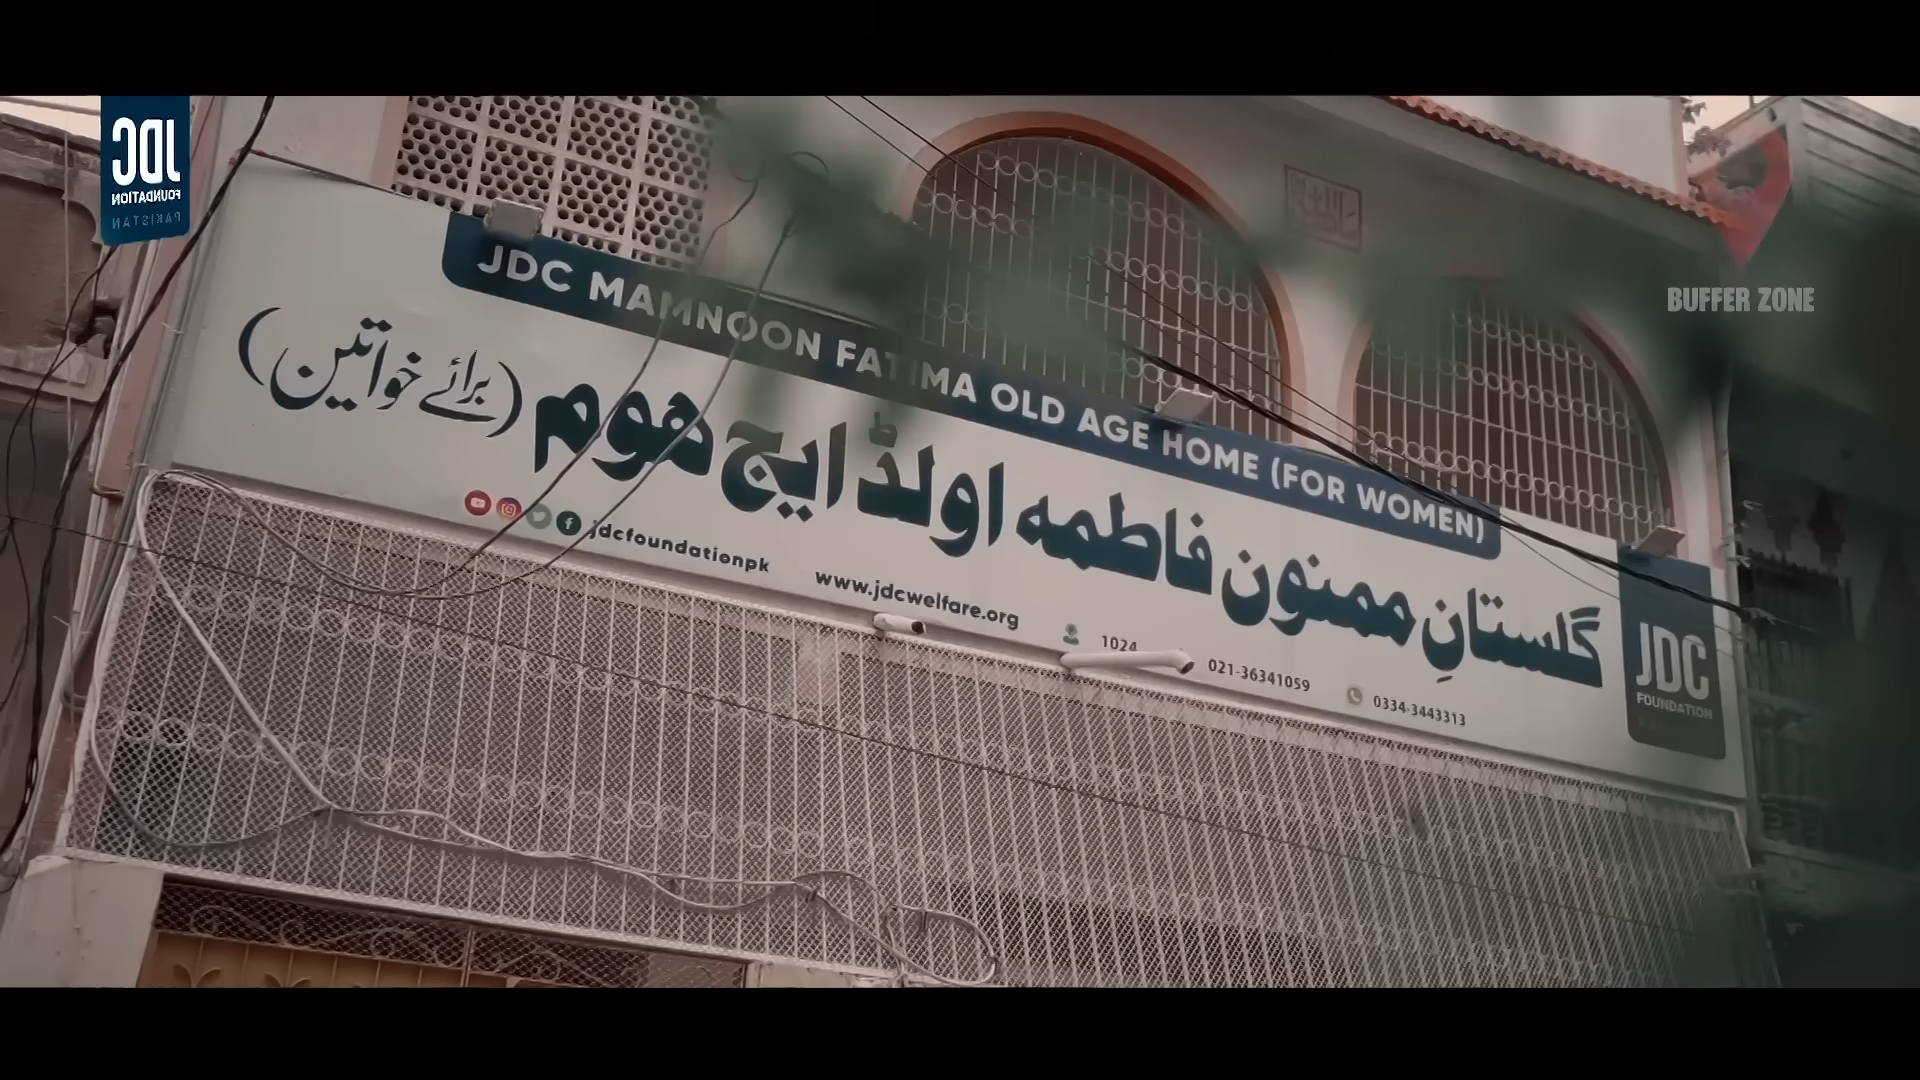 JDC
FOUNDATION
PAKISTAN
BUFFER ZONE
JDC MAMNOON FATIMA OLD AGE HOME (FOR WOMEN)
گلستانِ ممنون فاطمہ اولڈ ایج ھوم (برائے خواتین)
jdcfoundationpk
www.jdcwelfare.org
1024
021-36341059
0334-3443313
JDC
FOUNDATION